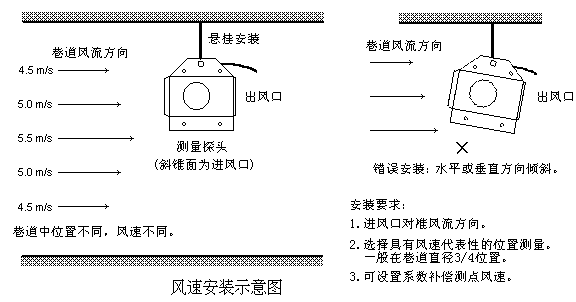 悬挂安装
巷道风流方向
4.5 m/s
5.0 m/s
出风口
5.5 m/s
测量探头
(斜锥面为进风口)
5.0 m/s
4.5 m/s
巷道中位置不同，风速不同。
风速安装示意图
巷道风流方向
出风口
错误安装：水平或垂直方向倾斜。
安装要求：
1.进风口对准风流方向。
2.选择具有风速代表性的位置测量。
一般在巷道直径3/4位置。
3.可设置系数补偿测点风速。